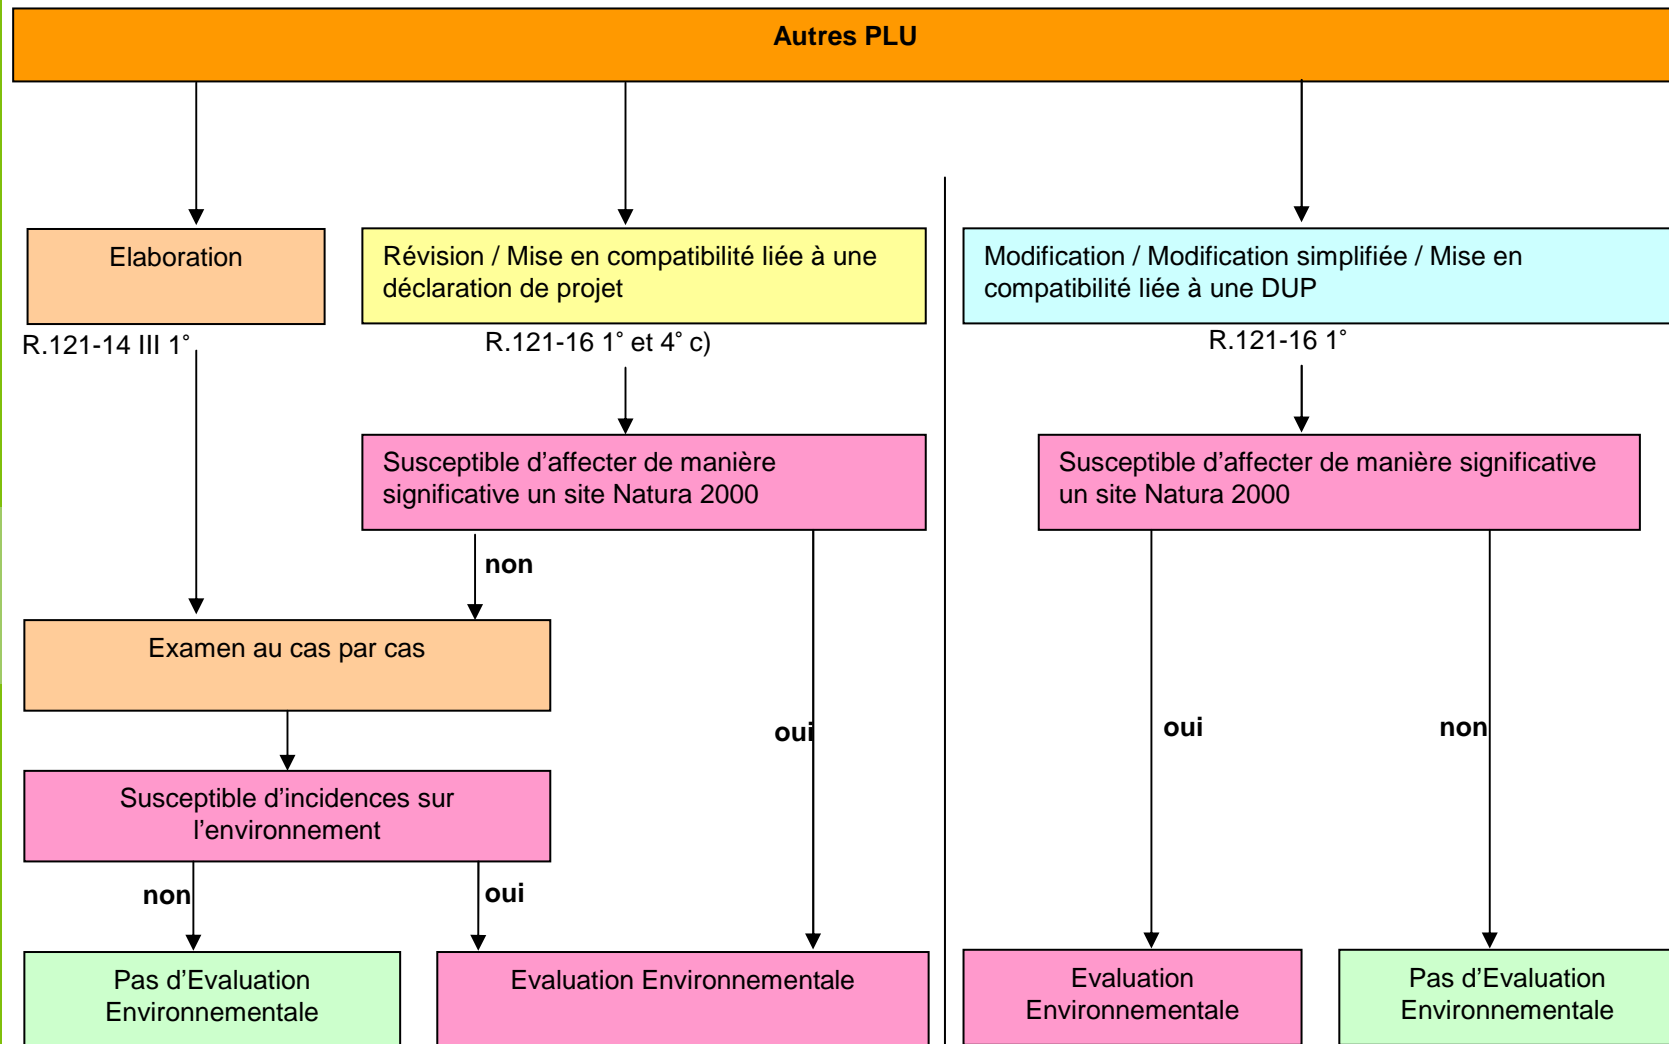 Autres PLU
Elaboration
Révision / Mise en compatibilité liée à une
déclaration de projet
Modification / Modification simplifiée / Mise en
compatibilité liée à une DUP
R.121-14 III 1°
R.121-16 1° et 4° c)
R.121-16 1°
Susceptible d'affecter de manière
significative un site Natura 2000
Susceptible d'affecter de manière significative
un site Natura 2000
non
Examen au cas par cas
oui
oui
non
Susceptible d'incidences sur
l'environnement
non
oui
Pas d'Evaluation
Environnementale
Evaluation Environnementale
Evaluation
Environnementale
Pas d'Evaluation
Environnementale